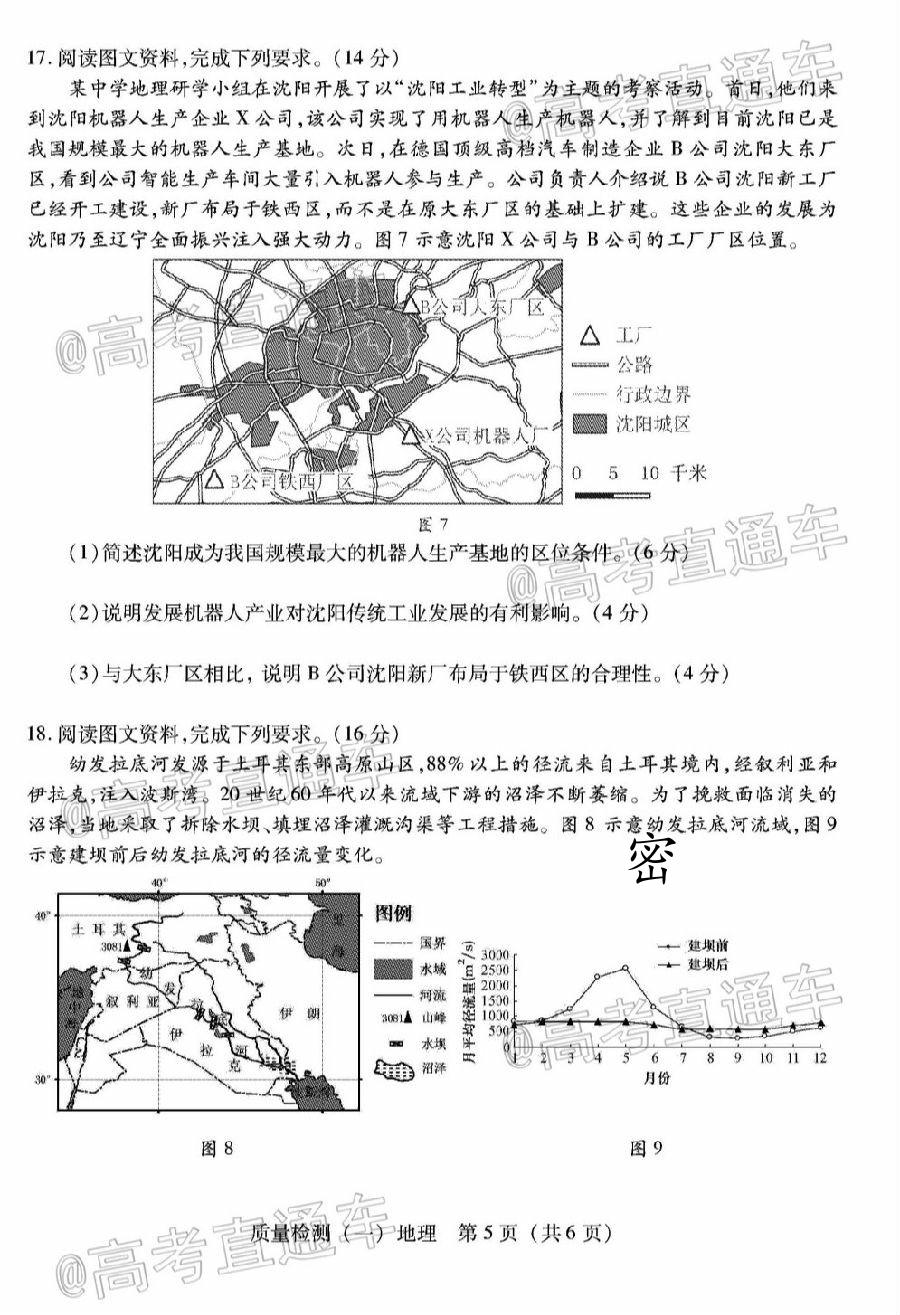 17. 阅读图文资料,完成下列要求。(14 分)
某中学地理研学小组在沈阳开展了以“沈阳工业转型”为主题的考察活动。首日,他们来
到沈阳机器人生产企业 X 公司,该公司实现了用机器人生产机器人,并了解到目前沈阳已是
我国规模最大的机器人生产基地。次日,在德国顶级高档汽车制造企业 B 公司沈阳大东厂
区,看到公司智能生产车间大量引入机器人参与生产。公司负责人介绍说 B 公司沈阳新工厂
已经开工建设,新厂布局于铁西区,而不是在原大东厂区的基础上扩建。这些企业的发展为
沈阳乃至辽宁全面振兴注入强大动力。图 7 示意沈阳 X 公司与 B 公司的工厂厂区位置。
B公司大东厂区
X公司机器人厂
B公司铁西厂区
工厂
公路
行政边界
沈阳城区
0 5 10 千米
图 7
(1)简述沈阳成为我国规模最大的机器人生产基地的区位条件。(6 分)
(2)说明发展机器人产业对沈阳传统工业发展的有利影响。(4 分)
(3)与大东厂区相比, 说明 B 公司沈阳新厂布局于铁西区的合理性。(4 分)
18. 阅读图文资料,完成下列要求。(16 分)
幼发拉底河发源于土耳其东部高原山区,88%以上的径流来自土耳其境内,经叙利亚和
伊拉克,注入波斯湾。20 世纪 60 年代以来流域下游的沼泽不断萎缩。为了挽救面临消失的
沼泽,当地采取了拆除水坝、填埋沼泽灌溉沟渠等工程措施。图 8 示意幼发拉底河流域,图 9
示意建坝前后幼发拉底河的径流量变化。
密
40° 50°
40°
30°
土耳其
3081
叙利亚
幼
发
拉
河
伊朗
伊
拉
克
里
海
图例
国界
水域
河流
3081 山峰
水坝
沼泽
图 8
月平均径流量(m²/s)
3000
2500
2000
1500
1000
500
1 2 3 4 5 6 7 8 9 10 11 12
月份
建坝前
建坝后
图 9
质量检测(一)地理 第 5 页(共 6 页)
@高考直通车
@高考直通车
@高考直通车
@高考直通车
@高考直通车
@高考直通车